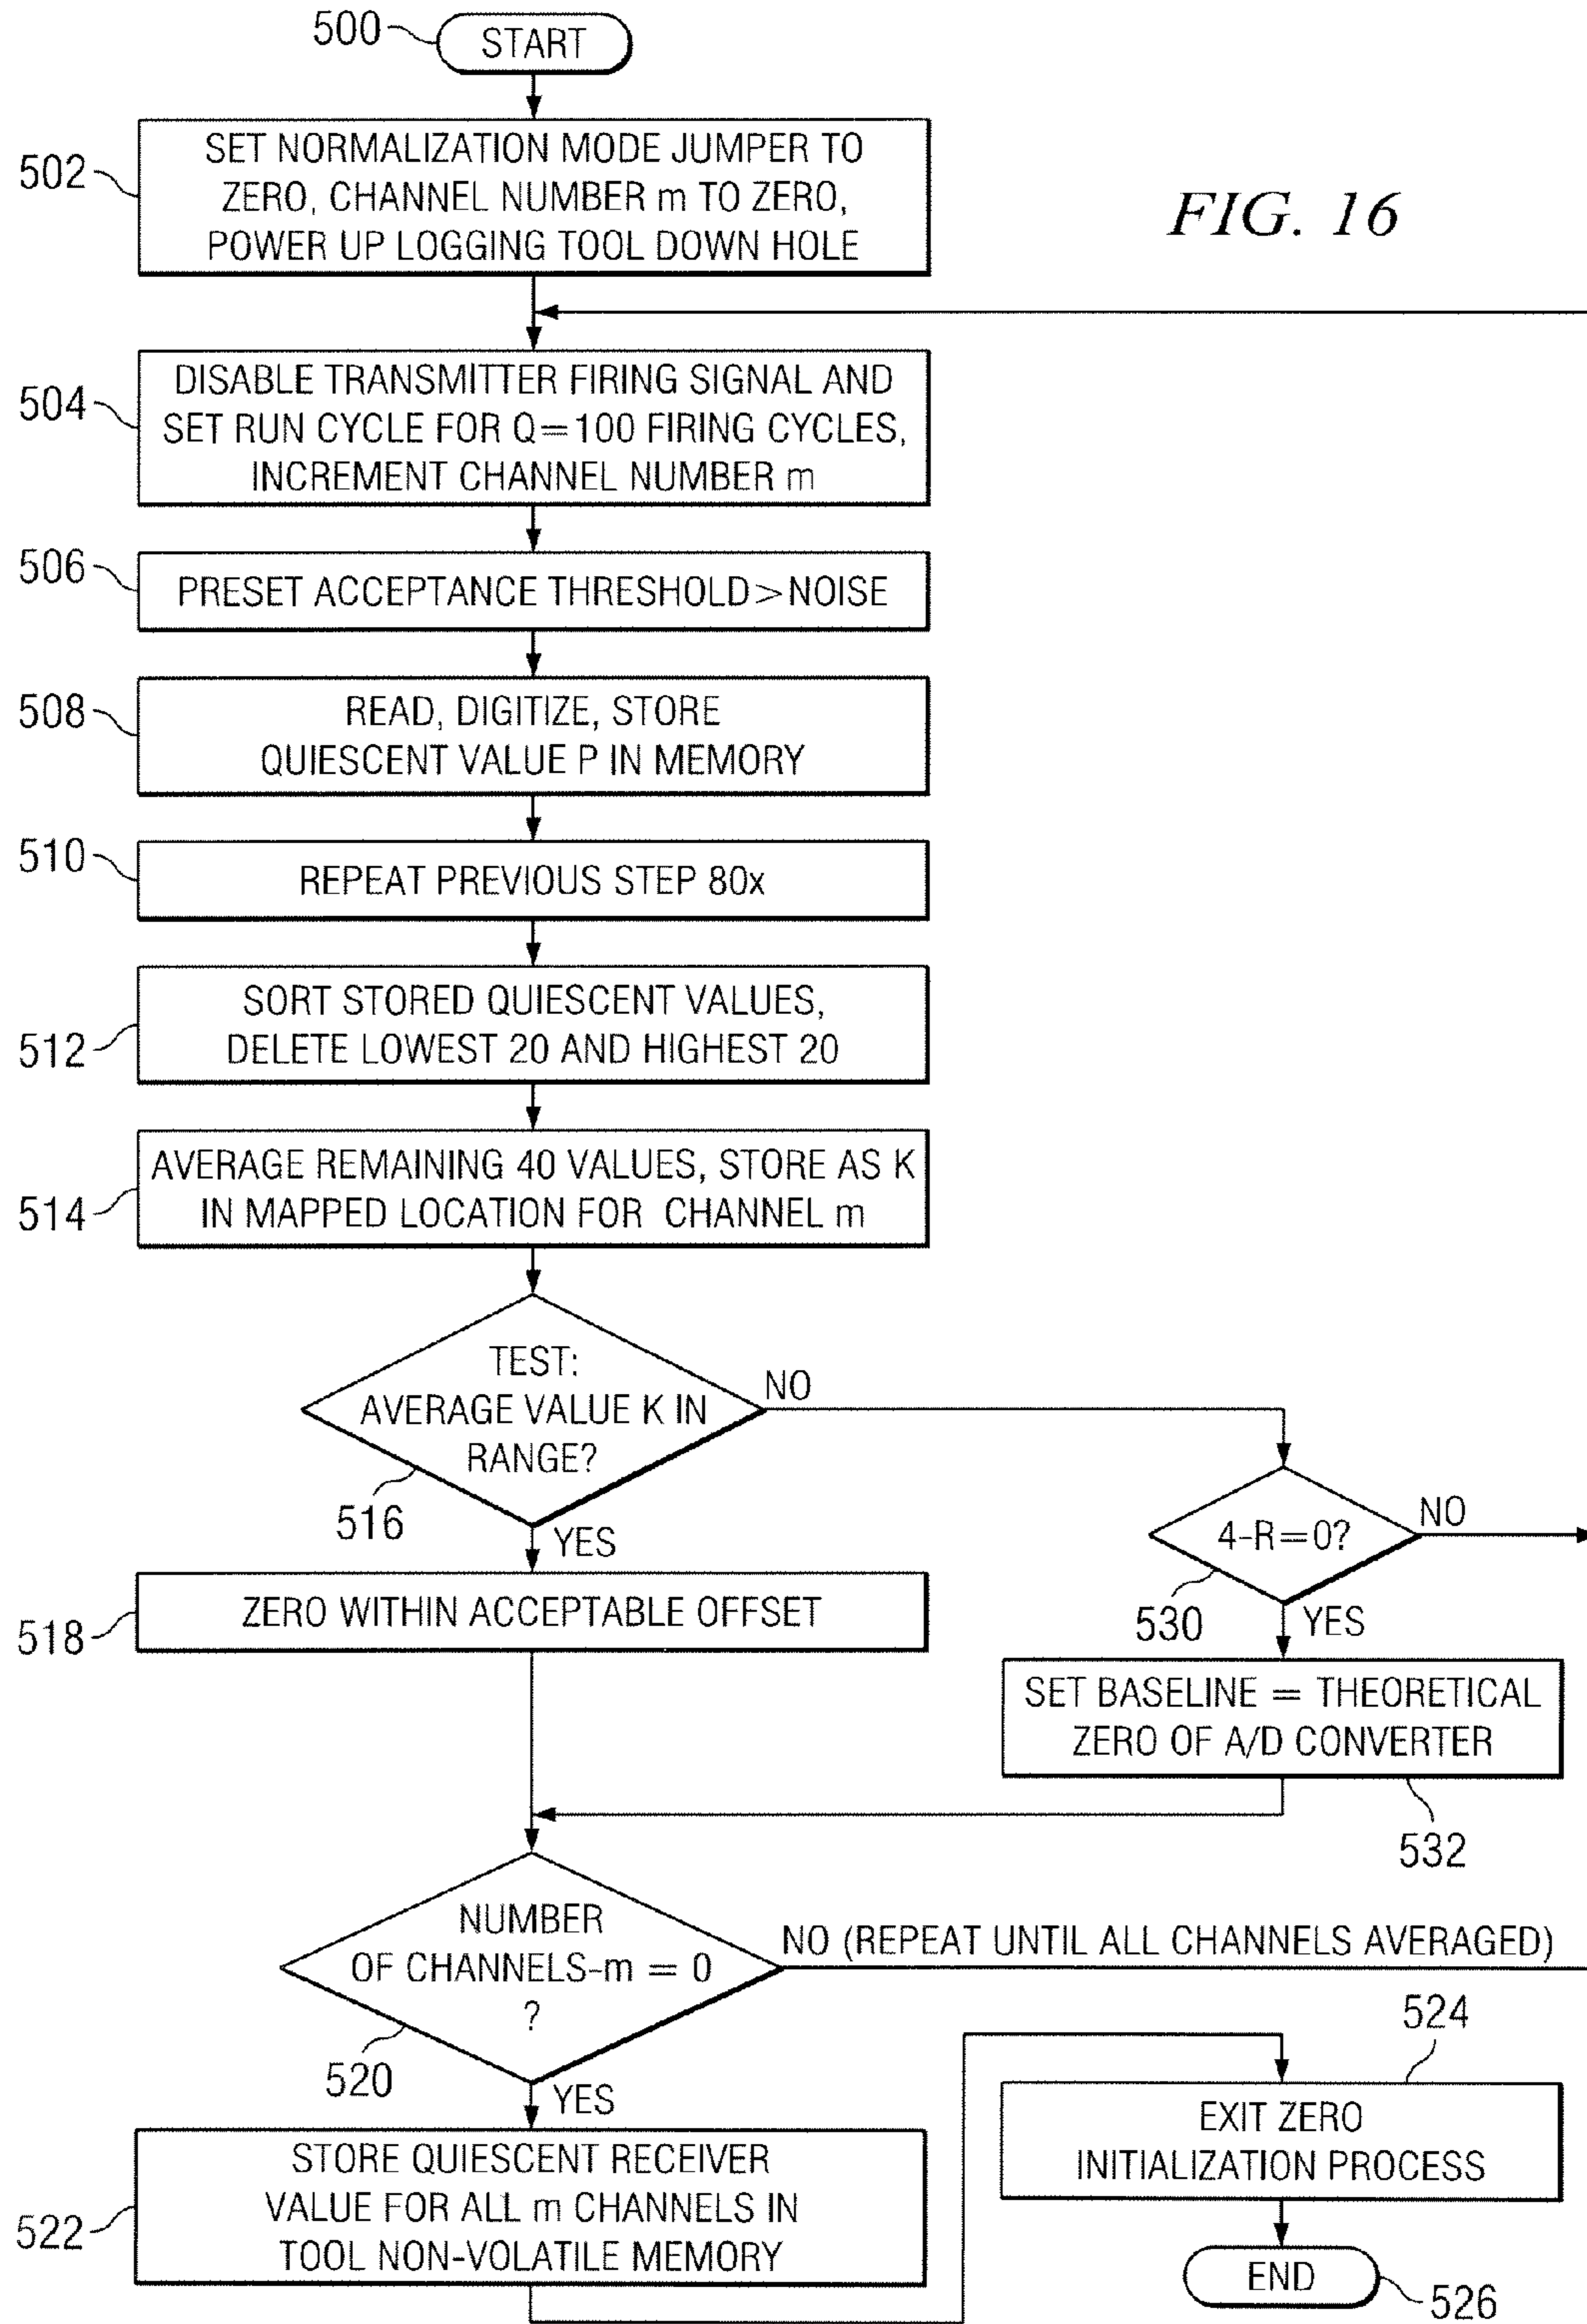 500
START
502
SET NORMALIZATION MODE JUMPER TO
ZERO, CHANNEL NUMBER m TO ZERO,
POWER UP LOGGING TOOL DOWN HOLE
FIG. 16
504
DISABLE TRANSMITTER FIRING SIGNAL AND
SET RUN CYCLE FOR Q=100 FIRING CYCLES,
INCREMENT CHANNEL NUMBER m
506
PRESET ACCEPTANCE THRESHOLD>NOISE
508
READ, DIGITIZE, STORE
QUIESCENT VALUE P IN MEMORY
510
REPEAT PREVIOUS STEP 80x
512
SORT STORED QUIESCENT VALUES,
DELETE LOWEST 20 AND HIGHEST 20
514
AVERAGE REMAINING 40 VALUES, STORE AS K
IN MAPPED LOCATION FOR CHANNEL m
TEST:
AVERAGE VALUE K IN
RANGE?
NO
516
YES
4-R=0?
NO
530
YES
518
ZERO WITHIN ACCEPTABLE OFFSET
SET BASELINE = THEORETICAL
ZERO OF A/D CONVERTER
532
NUMBER
OF CHANNELS-m = 0
?
NO (REPEAT UNTIL ALL CHANNELS AVERAGED)
520
YES
524
522
STORE QUIESCENT RECEIVER
VALUE FOR ALL m CHANNELS IN
TOOL NON-VOLATILE MEMORY
EXIT ZERO
INITIALIZATION PROCESS
END
526